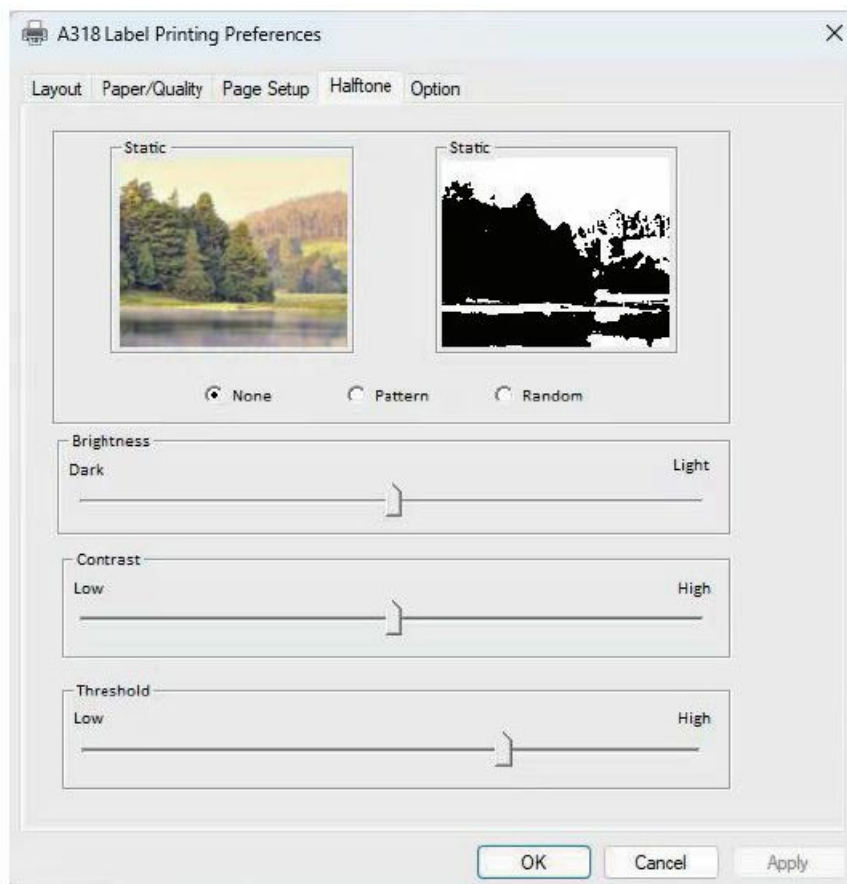 A318 Label Printing Preferences
Layout Paper/Quality Page Setup Halftone Option
Static Static
None Pattern Random
Brightness
Dark Light
Contrast
Low High
Threshold
Low High
OK Cancel Apply